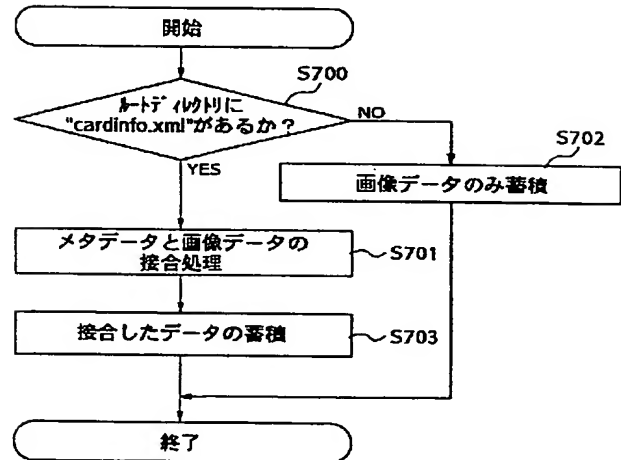 開始
S700
ルートディレクトリに
"cardinfo.xml"があるか？
NO
YES
S702
画像データのみ蓄積
メタデータと画像データの
接合処理
S701
接合したデータの蓄積
S703
終了